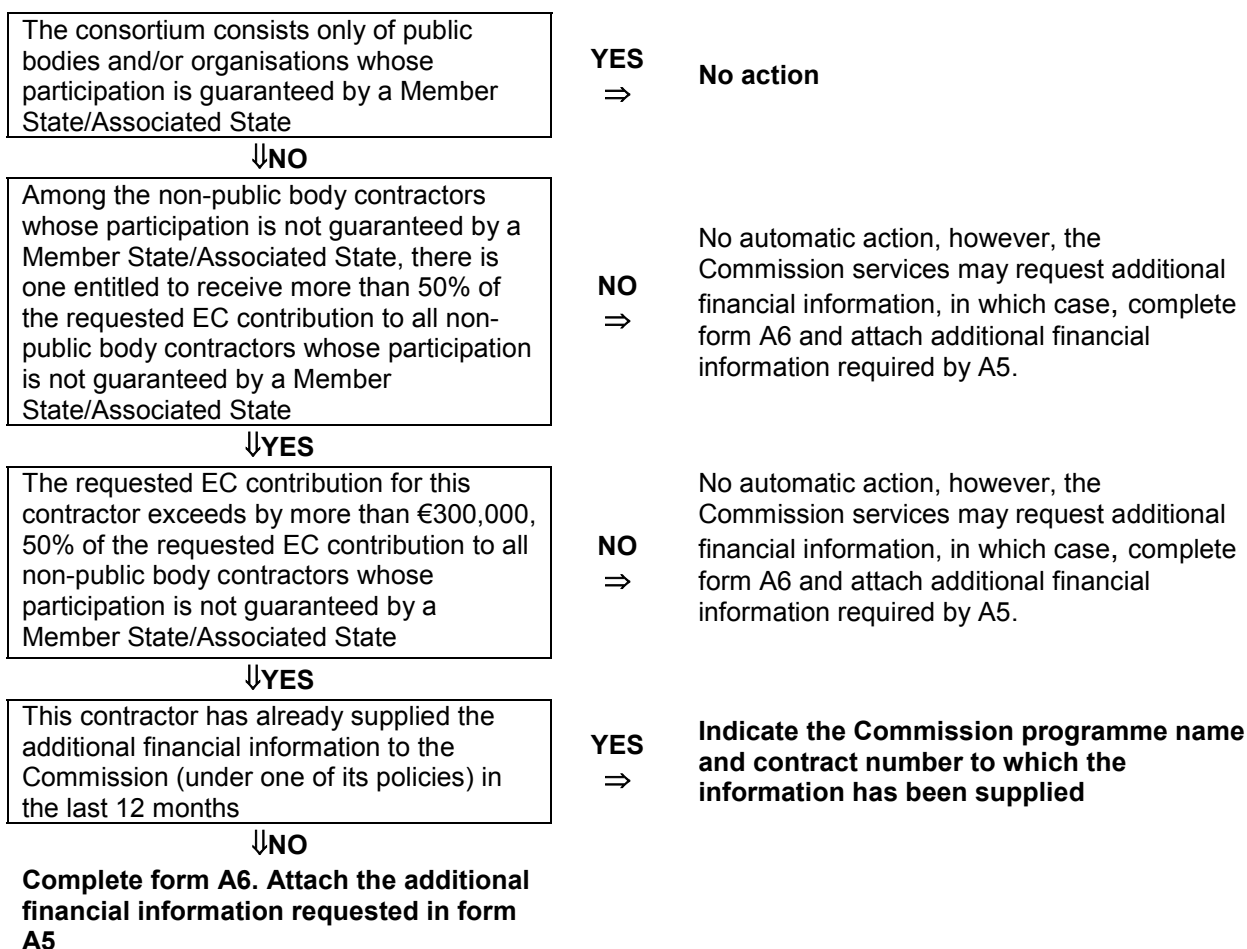 The consortium consists only of public
bodies and/or organisations whose
participation is guaranteed by a Member
State/Associated State
YES
⇒
No action
⇓NO
Among the non-public body contractors
whose participation is not guaranteed by a
Member State/Associated State, there is
one entitled to receive more than 50% of
the requested EC contribution to all non-
public body contractors whose participation
is not guaranteed by a Member
State/Associated State
NO
⇒
No automatic action, however, the
Commission services may request additional
financial information, in which case, complete
form A6 and attach additional financial
information required by A5.
⇓YES
The requested EC contribution for this
contractor exceeds by more than €300,000,
50% of the requested EC contribution to all
non-public body contractors whose
participation is not guaranteed by a
Member State/Associated State
NO
⇒
No automatic action, however, the
Commission services may request additional
financial information, in which case, complete
form A6 and attach additional financial
information required by A5.
⇓YES
This contractor has already supplied the
additional financial information to the
Commission (under one of its policies) in
the last 12 months
YES
⇒
Indicate the Commission programme name
and contract number to which the
information has been supplied
⇓NO
Complete form A6. Attach the additional
financial information requested in form
A5